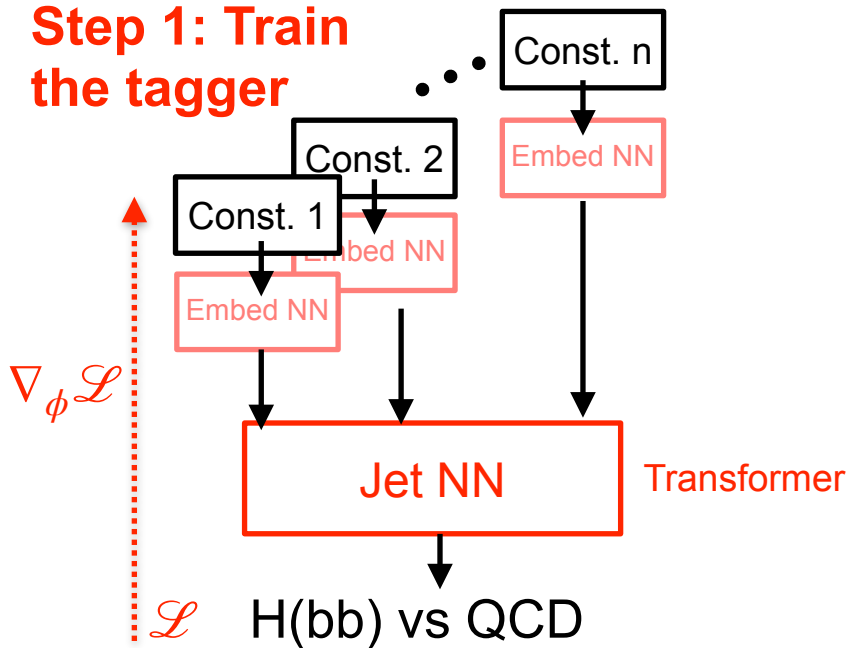 Step 1: Train
the tagger
Const. n
Embed NN
Const. 2
Embed NN
Const. 1
Embed NN
∇ϕℒ
Jet NN
Transformer
ℒ
H(bb) vs QCD